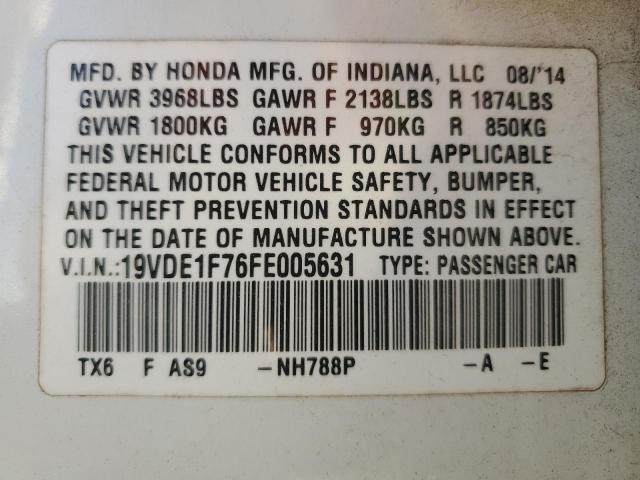 MFD. BY HONDA MFG. OF INDIANA, LLC 08/'14
GVWR 3968LBS GAWR F 2138LBS R 1874LBS
GVWR 1800KG GAWR F 970KG R 850KG
THIS VEHICLE CONFORMS TO ALL APPLICABLE
FEDERAL MOTOR VEHICLE SAFETY, BUMPER,
AND THEFT PREVENTION STANDARDS IN EFFECT
ON THE DATE OF MANUFACTURE SHOWN ABOVE.
V.I.N.:19VDE1F76FE005631 TYPE: PASSENGER CAR
TX6 F AS9 -NH788P -A -E